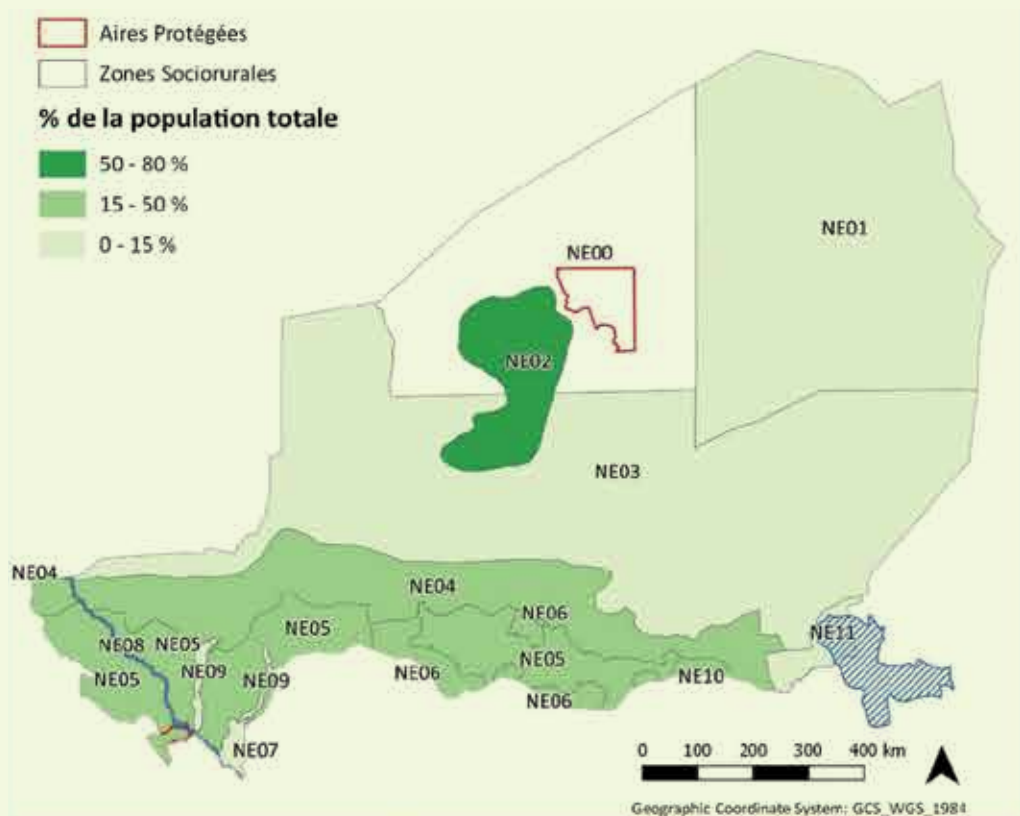 Aires Protégées
Zones Sociorurales
% de la population totale
50 - 80 %
15 - 50 %
0 - 15 %
NE01
NE00
NE02
NE03
NE04
NE04
NE06
NE05
NE11
NE08
NE05
NE05
NE09
NE09
NE05
NE06
NE10
NE06
NE07
0 100 200 300 400 km
Geographic Coordinate System: GCS_WGS_1984